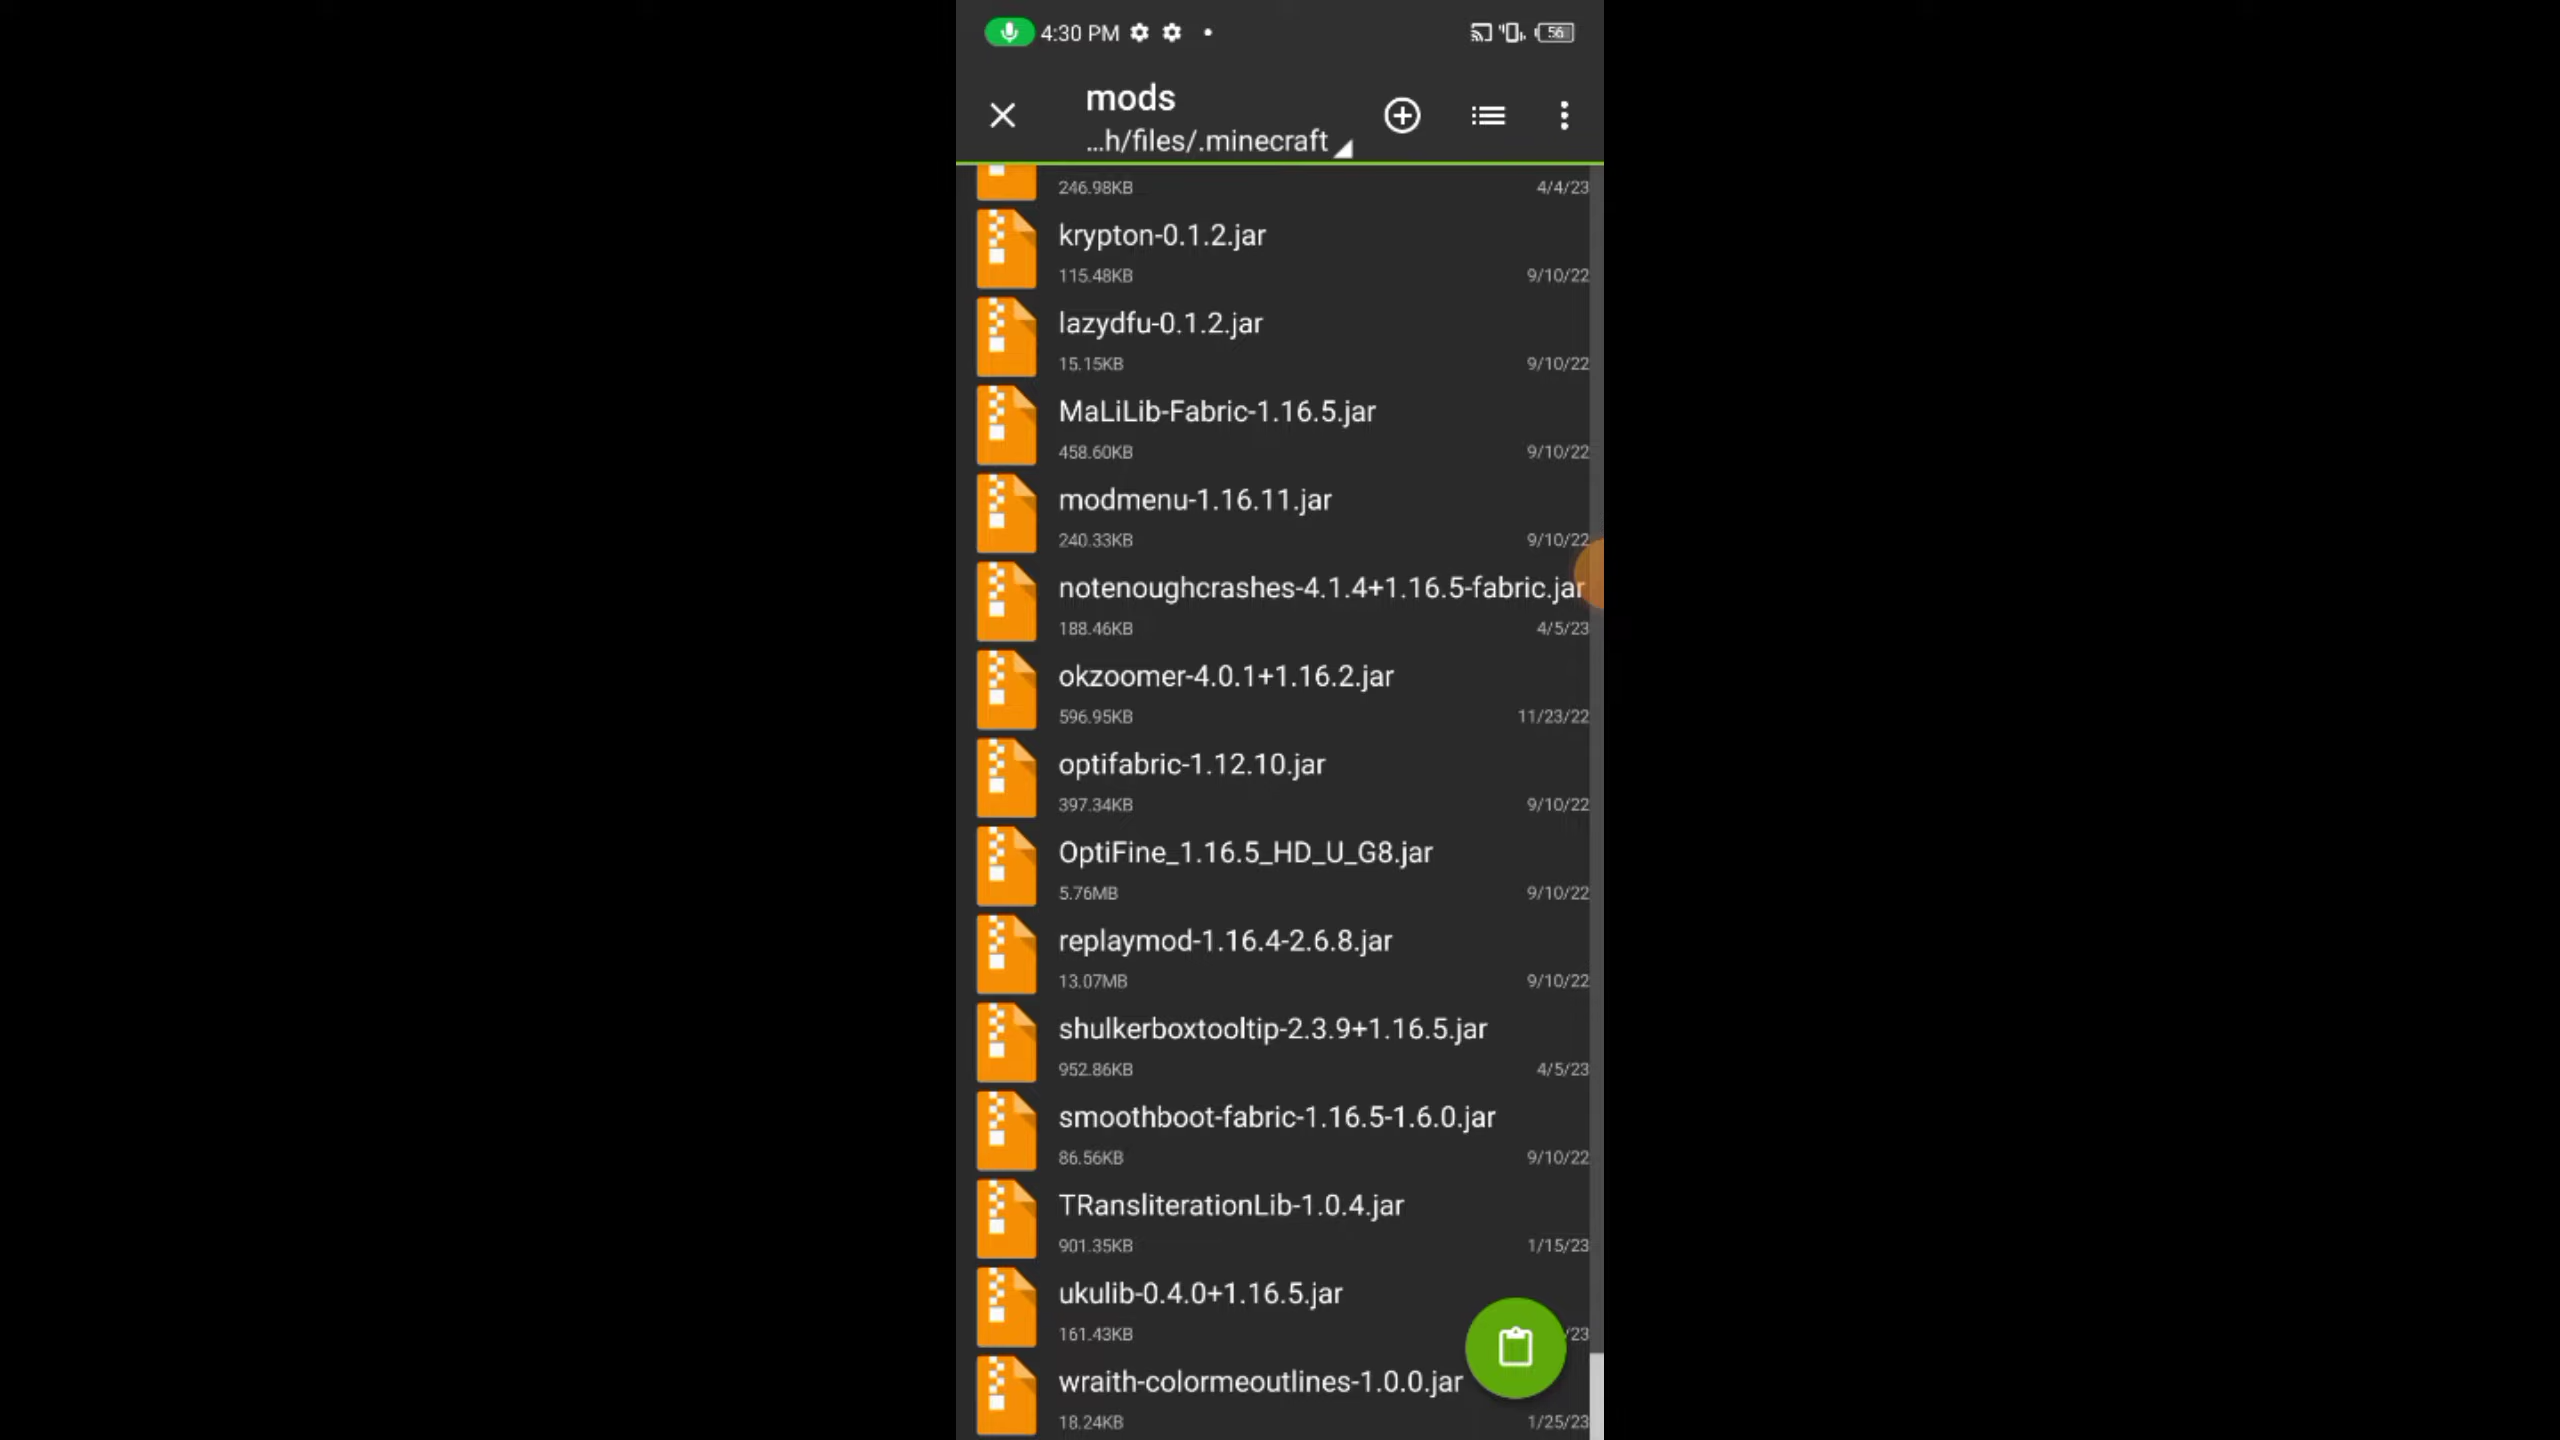 4:30 PM
56
mods
...h/files/.minecraft
246.98KB 4/4/23
krypton-0.1.2.jar
115.48KB 9/10/22
lazydfu-0.1.2.jar
15.15KB 9/10/22
MaLiLib-Fabric-1.16.5.jar
458.60KB 9/10/22
modmenu-1.16.11.jar
240.33KB 9/10/22
notenoughcrashes-4.1.4+1.16.5-fabric.jar
188.46KB 4/5/23
okzoomer-4.0.1+1.16.2.jar
596.95KB 11/23/22
optifabric-1.12.10.jar
397.34KB 9/10/22
OptiFine_1.16.5_HD_U_G8.jar
5.76MB 9/10/22
replaymod-1.16.4-2.6.8.jar
13.07MB 9/10/22
shulkerboxtooltip-2.3.9+1.16.5.jar
952.86KB 4/5/23
smoothboot-fabric-1.16.5-1.6.0.jar
86.56KB 9/10/22
TRansliterationLib-1.0.4.jar
901.35KB 1/15/23
ukulib-0.4.0+1.16.5.jar
161.43KB /23
wraith-colormeoutlines-1.0.0.jar
18.24KB 1/25/23